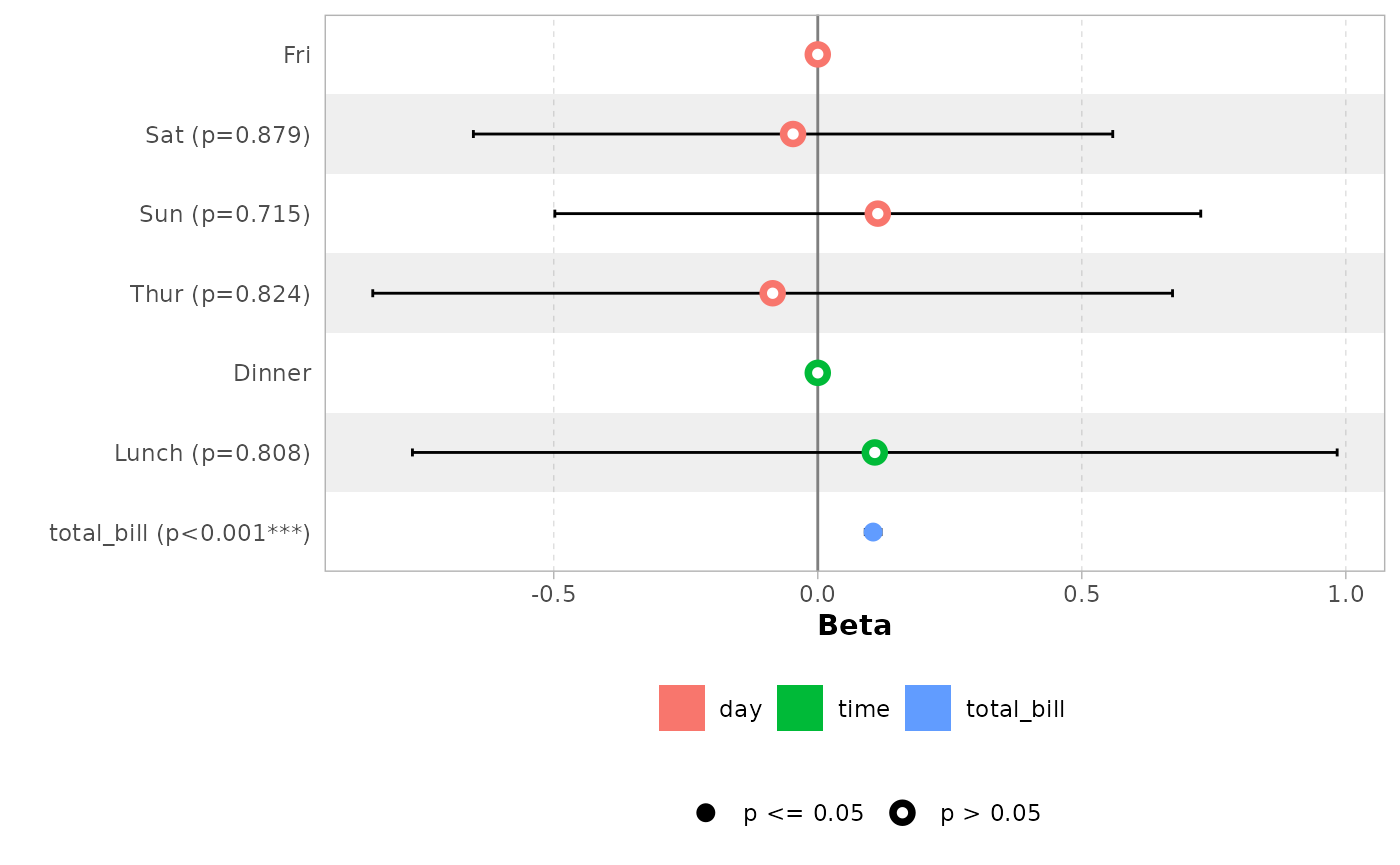 Fri
Sat (p=0.879)
Sun (p=0.715)
Thur (p=0.824)
Dinner
Lunch (p=0.808)
total_bill (p<0.001***)
-0.5 0.0 0.5 1.0
Beta
day time total_bill
p <= 0.05 p > 0.05